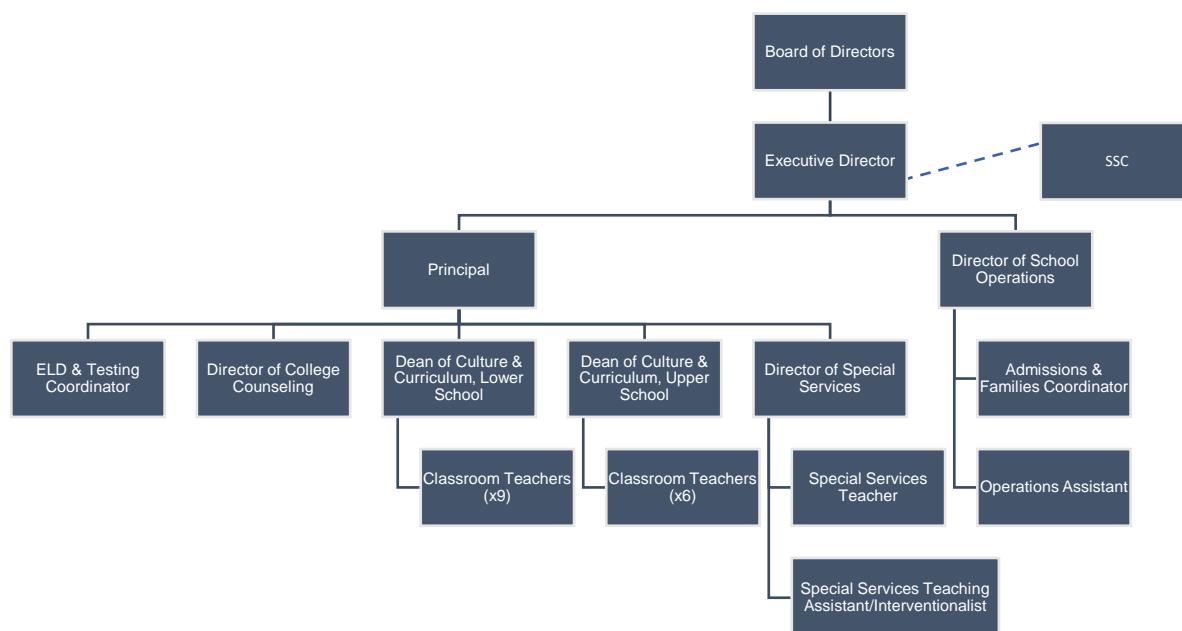 Board of Directors
Executive Director
SSC
Principal
Director of School
Operations
ELD & Testing
Coordinator
Director of College
Counseling
Dean of Culture &
Curriculum, Lower
School
Dean of Culture &
Curriculum, Upper
School
Director of Special
Services
Admissions &
Families Coordinator
Classroom Teachers
(x9)
Classroom Teachers
(x6)
Special Services
Teacher
Operations Assistant
Special Services Teaching
Assistant/Interventionalist